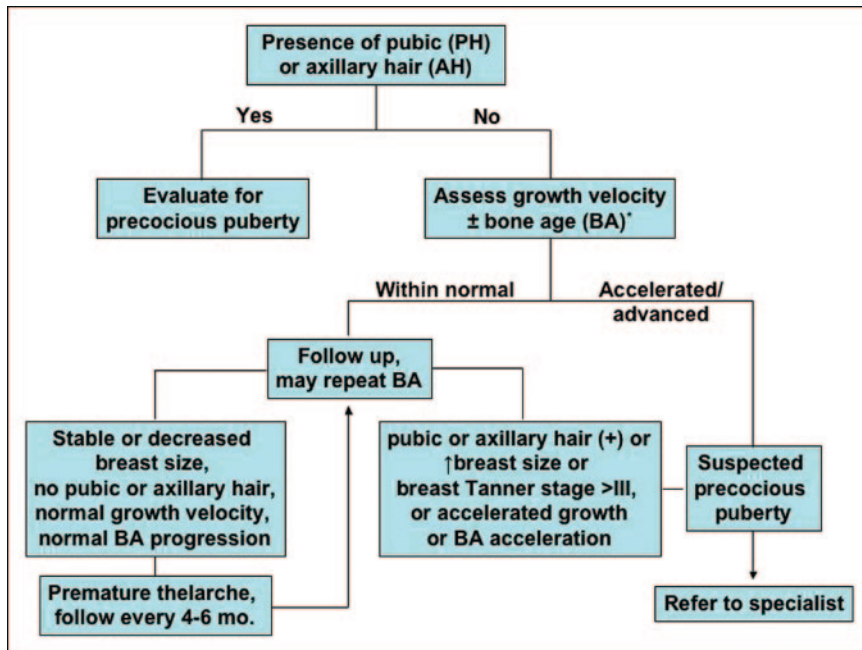 Presence of pubic (PH)
or axillary hair (AH)
Yes
No
Evaluate for
precocious puberty
Assess growth velocity
± bone age (BA)*
Within normal
Accelerated/
advanced
Follow up,
may repeat BA
Stable or decreased
breast size,
no pubic or axillary hair,
normal growth velocity,
normal BA progression
pubic or axillary hair (+) or
↑breast size or
breast Tanner stage >III,
or accelerated growth
or BA acceleration
Suspected
precocious
puberty
Premature thelarche,
follow every 4-6 mo.
Refer to specialist